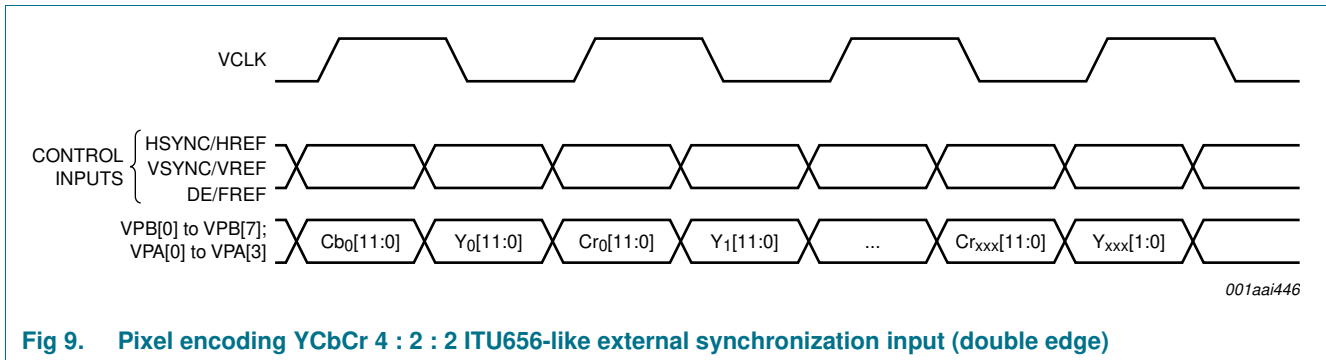 VCLK
CONTROL INPUTS
HSYNC/HREF
VSYNC/VREF
DE/FREF
VPB[0] to VPB[7];
VPA[0] to VPA[3]
Cb0[11:0] Y0[11:0] Cr0[11:0] Y1[11:0] ... Crxxx[11:0] Yxxx[1:0]
001aai446
Fig 9. Pixel encoding YCbCr 4 : 2 : 2 ITU656-like external synchronization input (double edge)